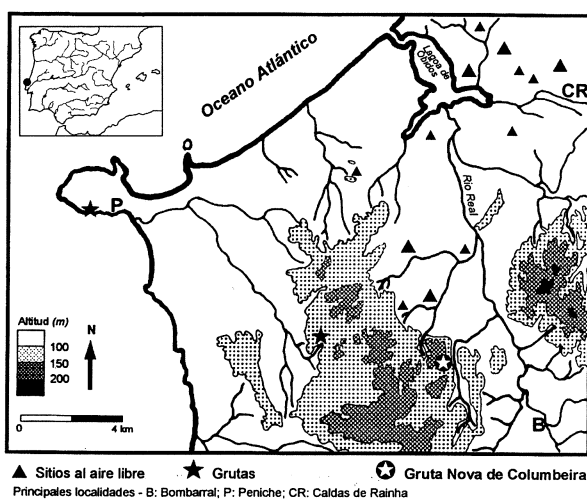 Oceano Atlántico
Lagoa de
Óbidos
CR
P
Rio Real
Altitud (m)
100
150
200
N
0 4 km
B
Sitios al aire libre Grutas Gruta Nova de Columbeira
Principales localidades - B: Bombarral; P: Peniche; CR: Caldas de Rainha